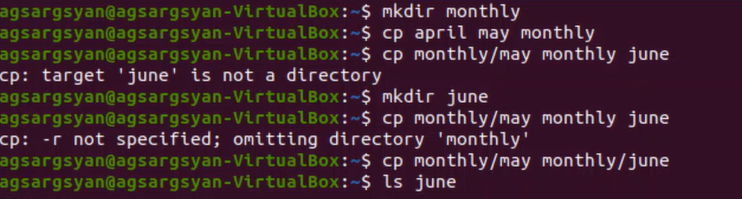 agsargsyan@agsargsyan-VirtualBox:~$ mkdir monthly
agsargsyan@agsargsyan-VirtualBox:~$ cp april may monthly
agsargsyan@agsargsyan-VirtualBox:~$ cp monthly/may monthly june
cp: target 'june' is not a directory
agsargsyan@agsargsyan-VirtualBox:~$ mkdir june
agsargsyan@agsargsyan-VirtualBox:~$ cp monthly/may monthly june
cp: -r not specified; omitting directory 'monthly'
agsargsyan@agsargsyan-VirtualBox:~$ cp monthly/may monthly/june
agsargsyan@agsargsyan-VirtualBox:~$ ls june